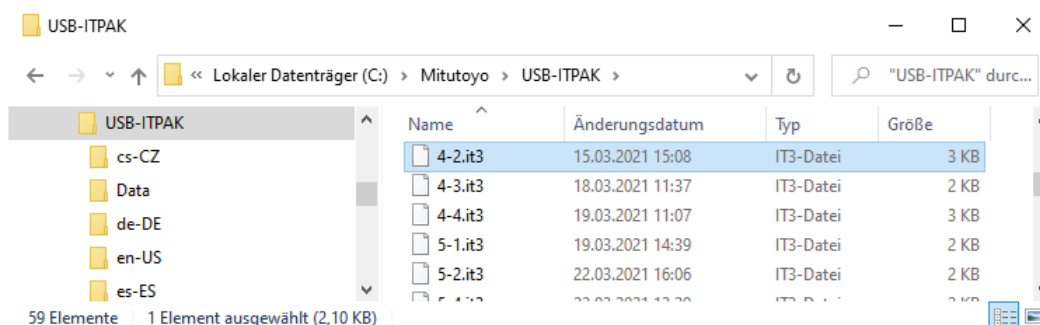 USB-ITPAK
« Lokaler Datenträger (C:) › Mitutoyo › USB-ITPAK ›
"USB-ITPAK" durc...
USB-ITPAK
cs-CZ
Data
de-DE
en-US
es-ES
Name Änderungsdatum Typ Größe
4-2.it3 15.03.2021 15:08 IT3-Datei 3 KB
4-3.it3 18.03.2021 11:37 IT3-Datei 2 KB
4-4.it3 19.03.2021 11:07 IT3-Datei 3 KB
5-1.it3 19.03.2021 14:39 IT3-Datei 2 KB
5-2.it3 22.03.2021 16:06 IT3-Datei 2 KB
59 Elemente 1 Element ausgewählt (2,10 KB)